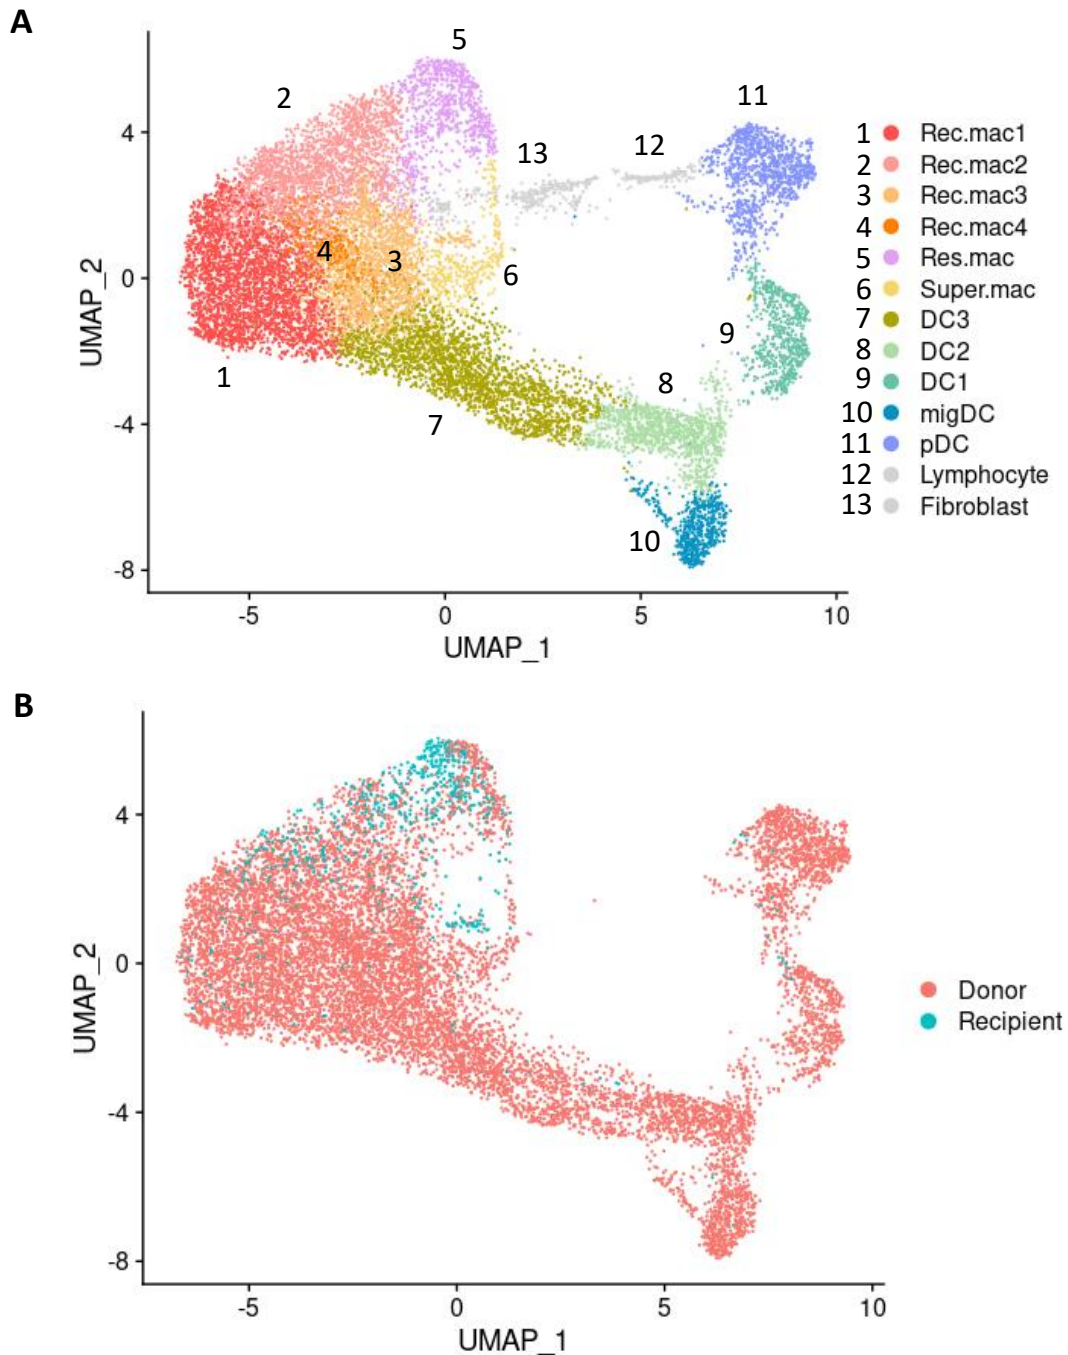 A
5
2
11
13
12
4
3
6
9
1
8
7
10
4
0
-4
-8
-5
0
5
10
UMAP_1
UMAP_2
1 Rec.mac1
2 Rec.mac2
3 Rec.mac3
4 Rec.mac4
5 Res.mac
6 Super.mac
7 DC3
8 DC2
9 DC1
10 migDC
11 pDC
12 Lymphocyte
13 Fibroblast
B
4
0
-4
-8
-5
0
5
10
UMAP_1
UMAP_2
Donor
Recipient